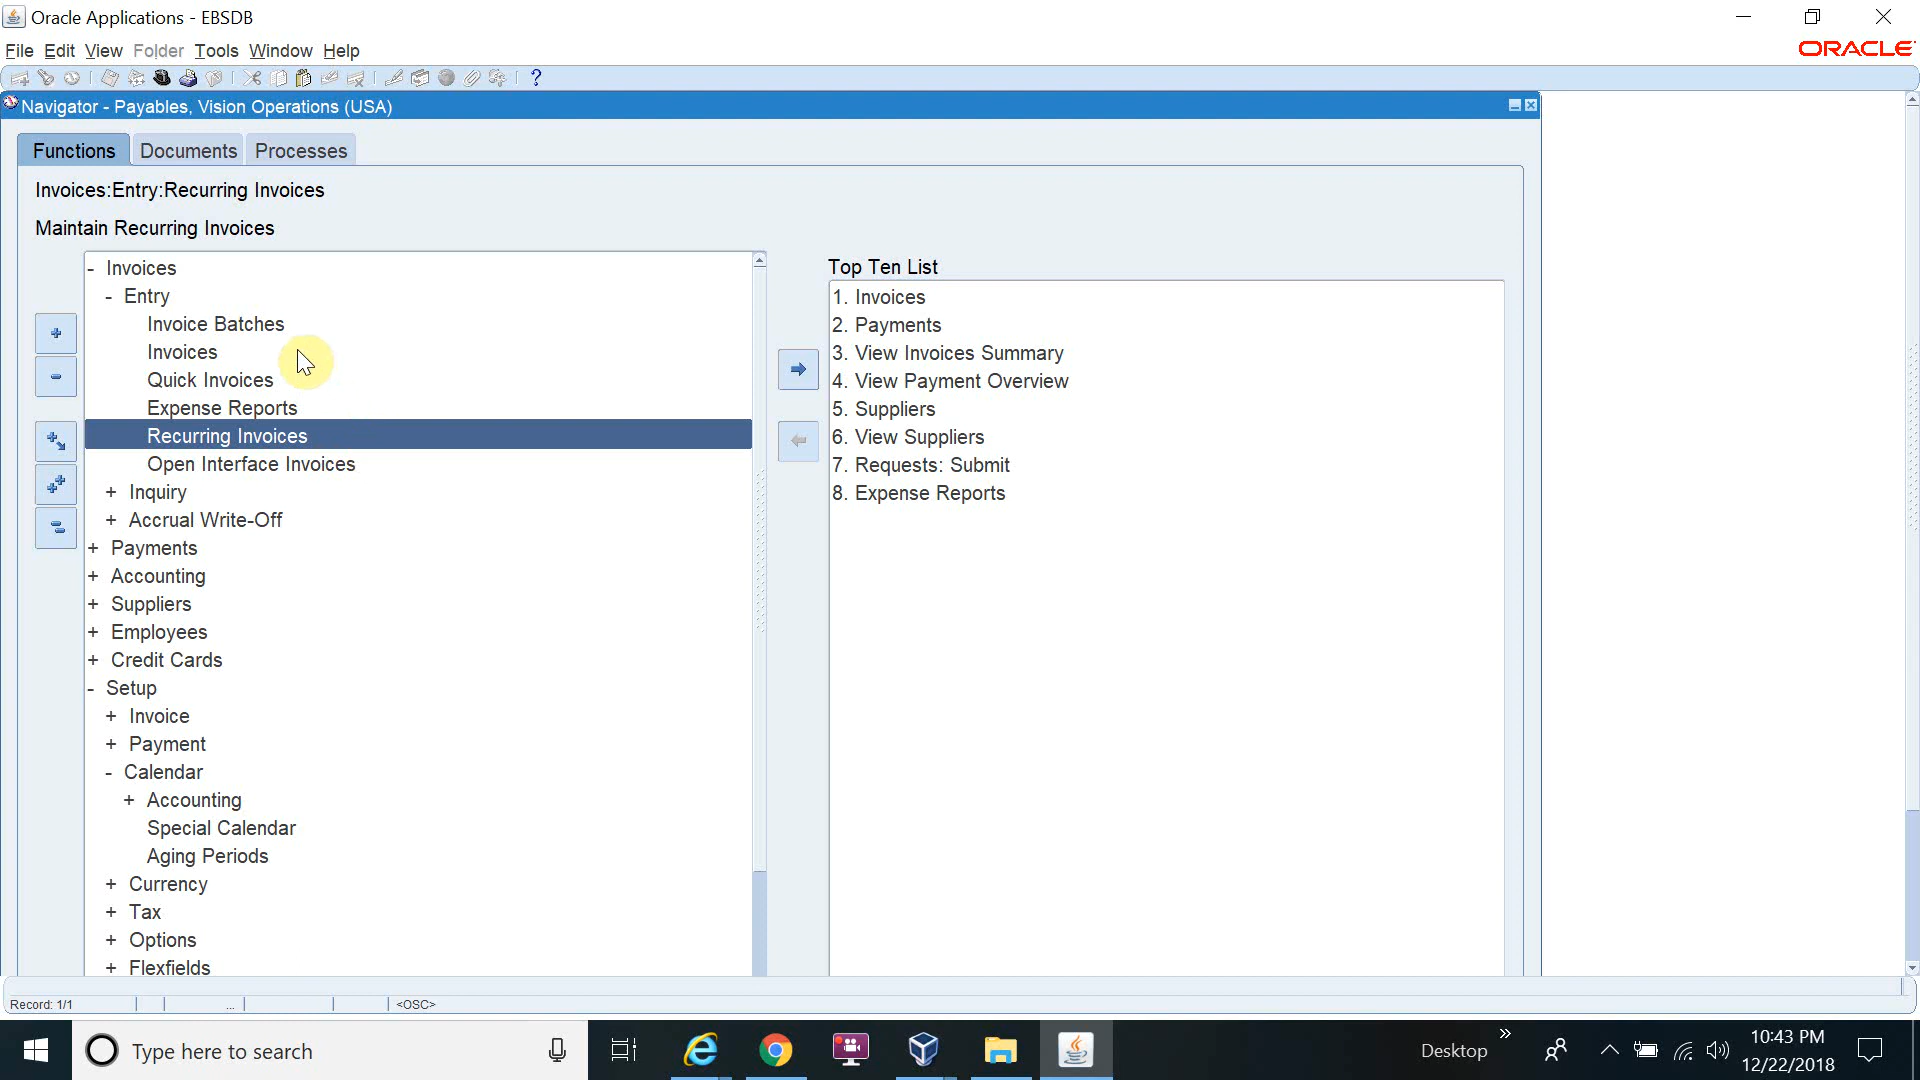 Oracle Applications - EBSDB
File Edit View Folder Tools Window Help
ORACLE
?
Navigator - Payables, Vision Operations (USA)
Functions Documents Processes
Invoices:Entry:Recurring Invoices
Maintain Recurring Invoices
- Invoices
- Entry
Invoice Batches
Invoices
Quick Invoices
Expense Reports
Recurring Invoices
Open Interface Invoices
+ Inquiry
+ Accrual Write-Off
+ Payments
+ Accounting
+ Suppliers
+ Employees
+ Credit Cards
- Setup
+ Invoice
+ Payment
- Calendar
+ Accounting
Special Calendar
Aging Periods
+ Currency
+ Tax
+ Options
+ Flexfields
Top Ten List
1. Invoices
2. Payments
3. View Invoices Summary
4. View Payment Overview
5. Suppliers
6. View Suppliers
7. Requests: Submit
8. Expense Reports
Record: 1/1 ... <OSC>
Type here to search
Desktop
10:43 PM
12/22/2018